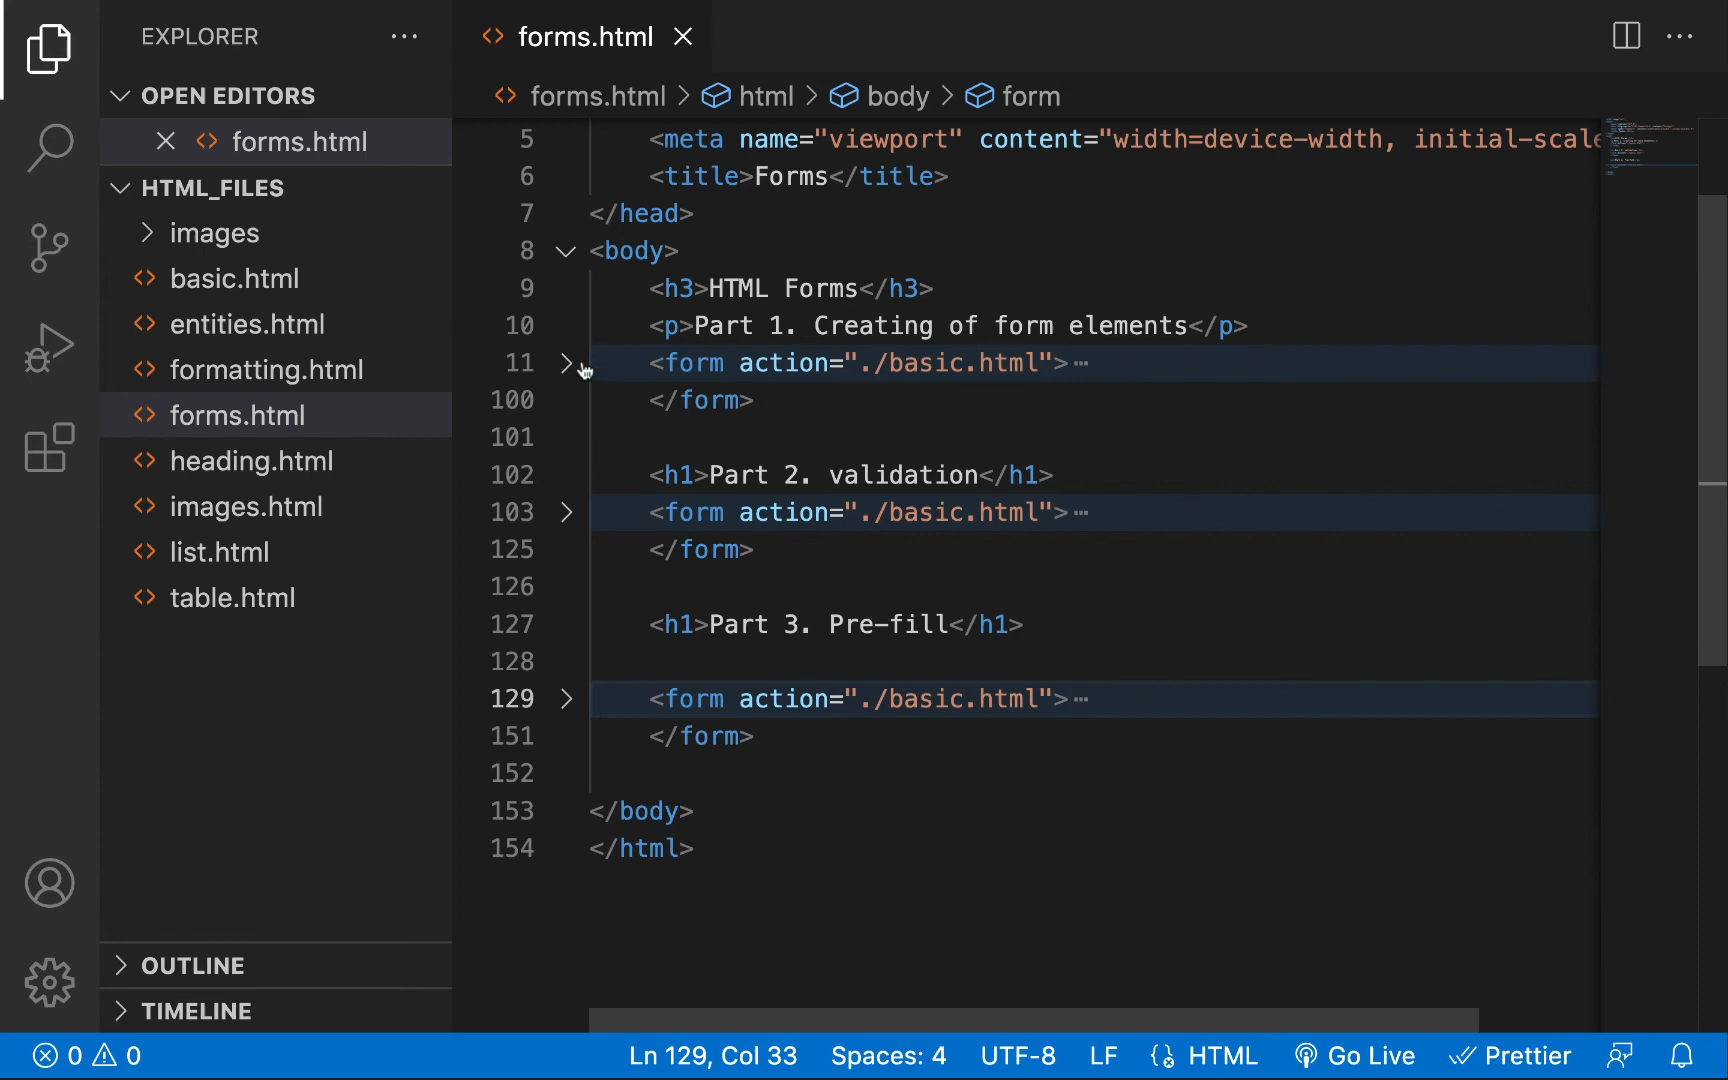 EXPLORER
OPEN EDITORS
forms.html
HTML_FILES
images
basic.html
entities.html
formatting.html
forms.html
heading.html
images.html
list.html
table.html
OUTLINE
TIMELINE
forms.html
forms.html > html > body > form
5 <meta name="viewport" content="width=device-width, initial-scale
6 <title>Forms</title>
7 </head>
8 <body>
9 <h3>HTML Forms</h3>
10 <p>Part 1. Creating of form elements</p>
11 <form action="./basic.html">
100 </form>
101
102 <h1>Part 2. validation</h1>
103 <form action="./basic.html">
125 </form>
126
127 <h1>Part 3. Pre-fill</h1>
128
129 <form action="./basic.html">
151 </form>
152
153 </body>
154 </html>
0 0 Ln 129, Col 33 Spaces: 4 UTF-8 LF HTML Go Live Prettier